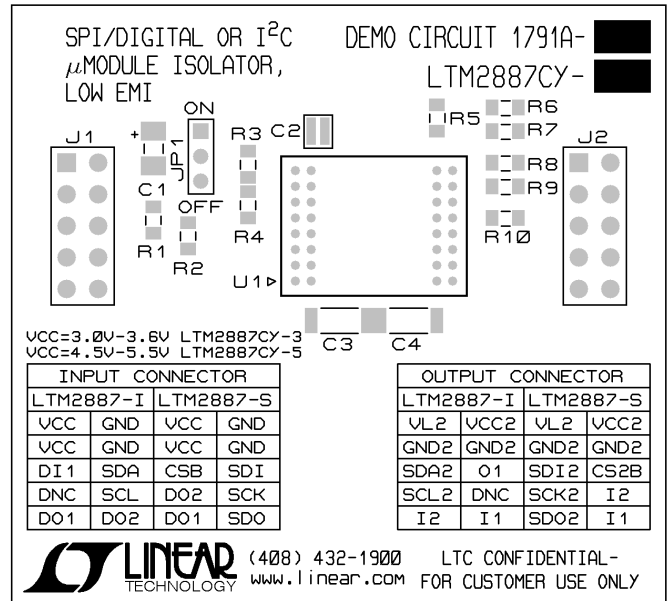 SPI/DIGITAL OR I²C
μMODULE ISOLATOR,
LOW EMI
DEMO CIRCUIT 1791A-
LTM2887CY-
J1
+
C1
JP1
ON
OFF
R1
R2
R3
R4
C2
U1
R5
R6
R7
R8
R9
R10
J2
C3
C4
VCC=3.0V-3.6V LTM2887CY-3
VCC=4.5V-5.5V LTM2887CY-5
INPUT CONNECTOR
LTM2887-I LTM2887-S
VCC GND VCC GND
VCC GND VCC GND
DI1 SDA CSB SDI
DNC SCL DO2 SCK
DO1 DO2 DO1 SDO
OUTPUT CONNECTOR
LTM2887-I LTM2887-S
VL2 VCC2 VL2 VCC2
GND2 GND2 GND2 GND2
SDA2 O1 SDI2 CS2B
SCL2 DNC SCK2 I2
I2 I1 SDO2 I1
LINEAR
TECHNOLOGY
(408) 432-1900
www.linear.com
LTC CONFIDENTIAL-
FOR CUSTOMER USE ONLY